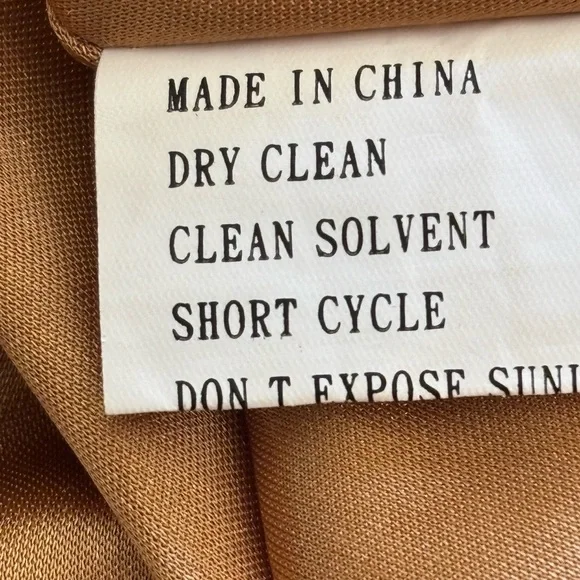 MADE IN CHINA
DRY CLEAN
CLEAN SOLVENT
SHORT CYCLE
DON T EXPOSE